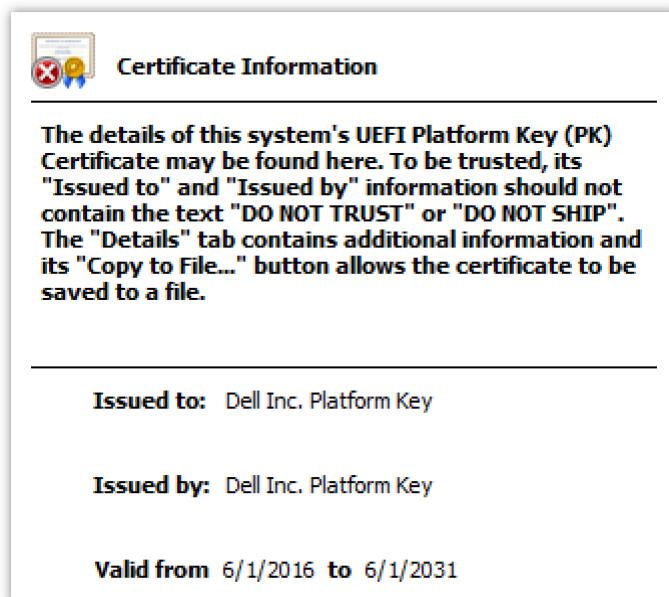 Certificate Information
The details of this system's UEFI Platform Key (PK)
Certificate may be found here. To be trusted, its
"Issued to" and "Issued by" information should not
contain the text "DO NOT TRUST" or "DO NOT SHIP".
The "Details" tab contains additional information and
its "Copy to File..." button allows the certificate to be
saved to a file.
Issued to: Dell Inc. Platform Key
Issued by: Dell Inc. Platform Key
Valid from 6/1/2016 to 6/1/2031